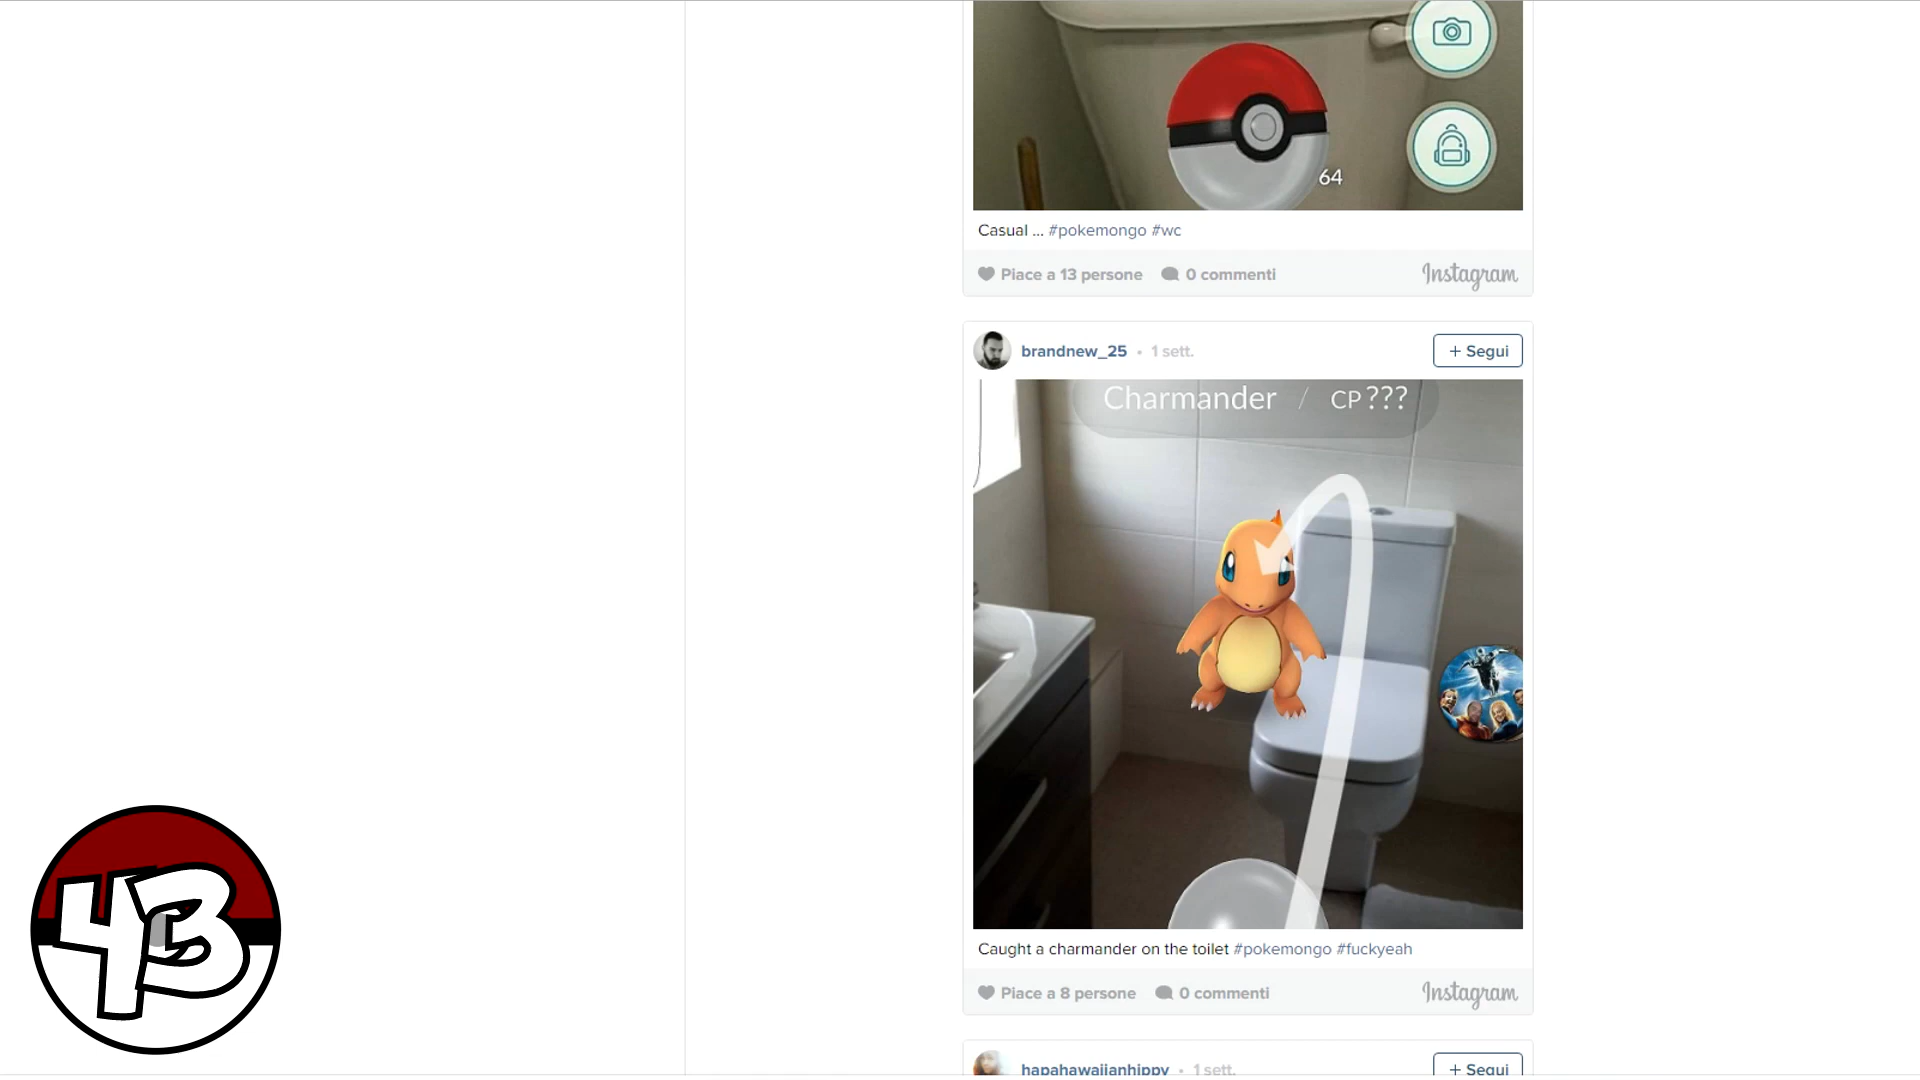 64
Casual ... #pokemongo #wc
Piace a 13 persone 0 commenti Instagram
brandnew_25 • 1 sett. + Segui
Charmander / CP ???
Caught a charmander on the toilet #pokemongo #fuckyeah
Piace a 8 persone 0 commenti Instagram
hapahawaiianhippy • 1 sett. + Segui
43